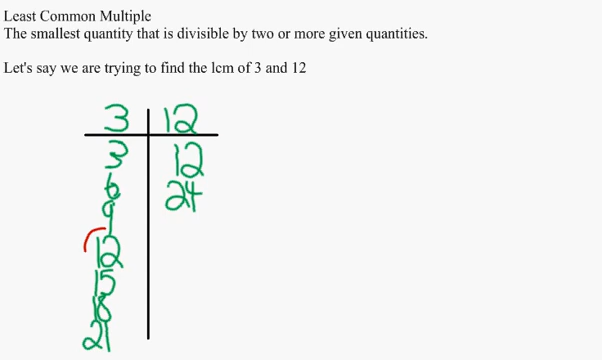 Least Common Multiple
The smallest quantity that is divisible by two or more given quantities.
Let's say we are trying to find the lcm of 3 and 12
3 12
3 12
6 24
9
12
15
18
21